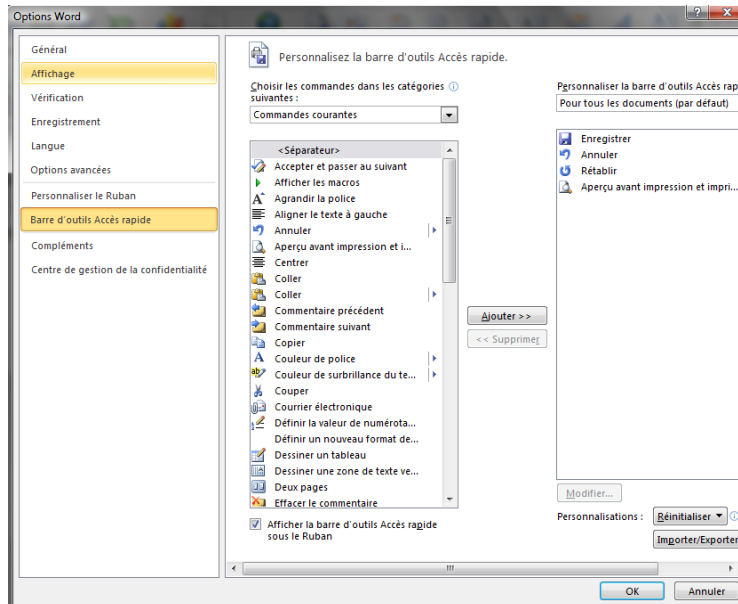 Options Word
Général
Affichage
Vérification
Enregistrement
Langue
Options avancées
Personnaliser le Ruban
Barre d'outils Accès rapide
Compléments
Centre de gestion de la confidentialité
Personnalisez la barre d'outils Accès rapide.
Choisir les commandes dans les catégories
suivantes :
Commandes courantes
<Séparateur>
Accepter et passer au suivant
Afficher les macros
Agrandir la police
Aligner le texte à gauche
Annuler
Aperçu avant impression et i...
Centrer
Coller
Coller
Commentaire précédent
Commentaire suivant
Copier
Couleur de police
Couleur de surbrillance du te...
Couper
Courrier électronique
Définir la valeur de numérota...
Définir un nouveau format de...
Dessiner un tableau
Dessiner une zone de texte ve...
Deux pages
Effacer le commentaire
Afficher la barre d'outils Accès rapide
sous le Ruban
Ajouter >>
<< Supprimer
Personnaliser la barre d'outils Accès rap
Pour tous les documents (par défaut)
Enregistrer
Annuler
Rétablir
Aperçu avant impression et impri...
Modifier...
Personnalisations :
Réinitialiser
Importer/Exporter
OK
Annuler